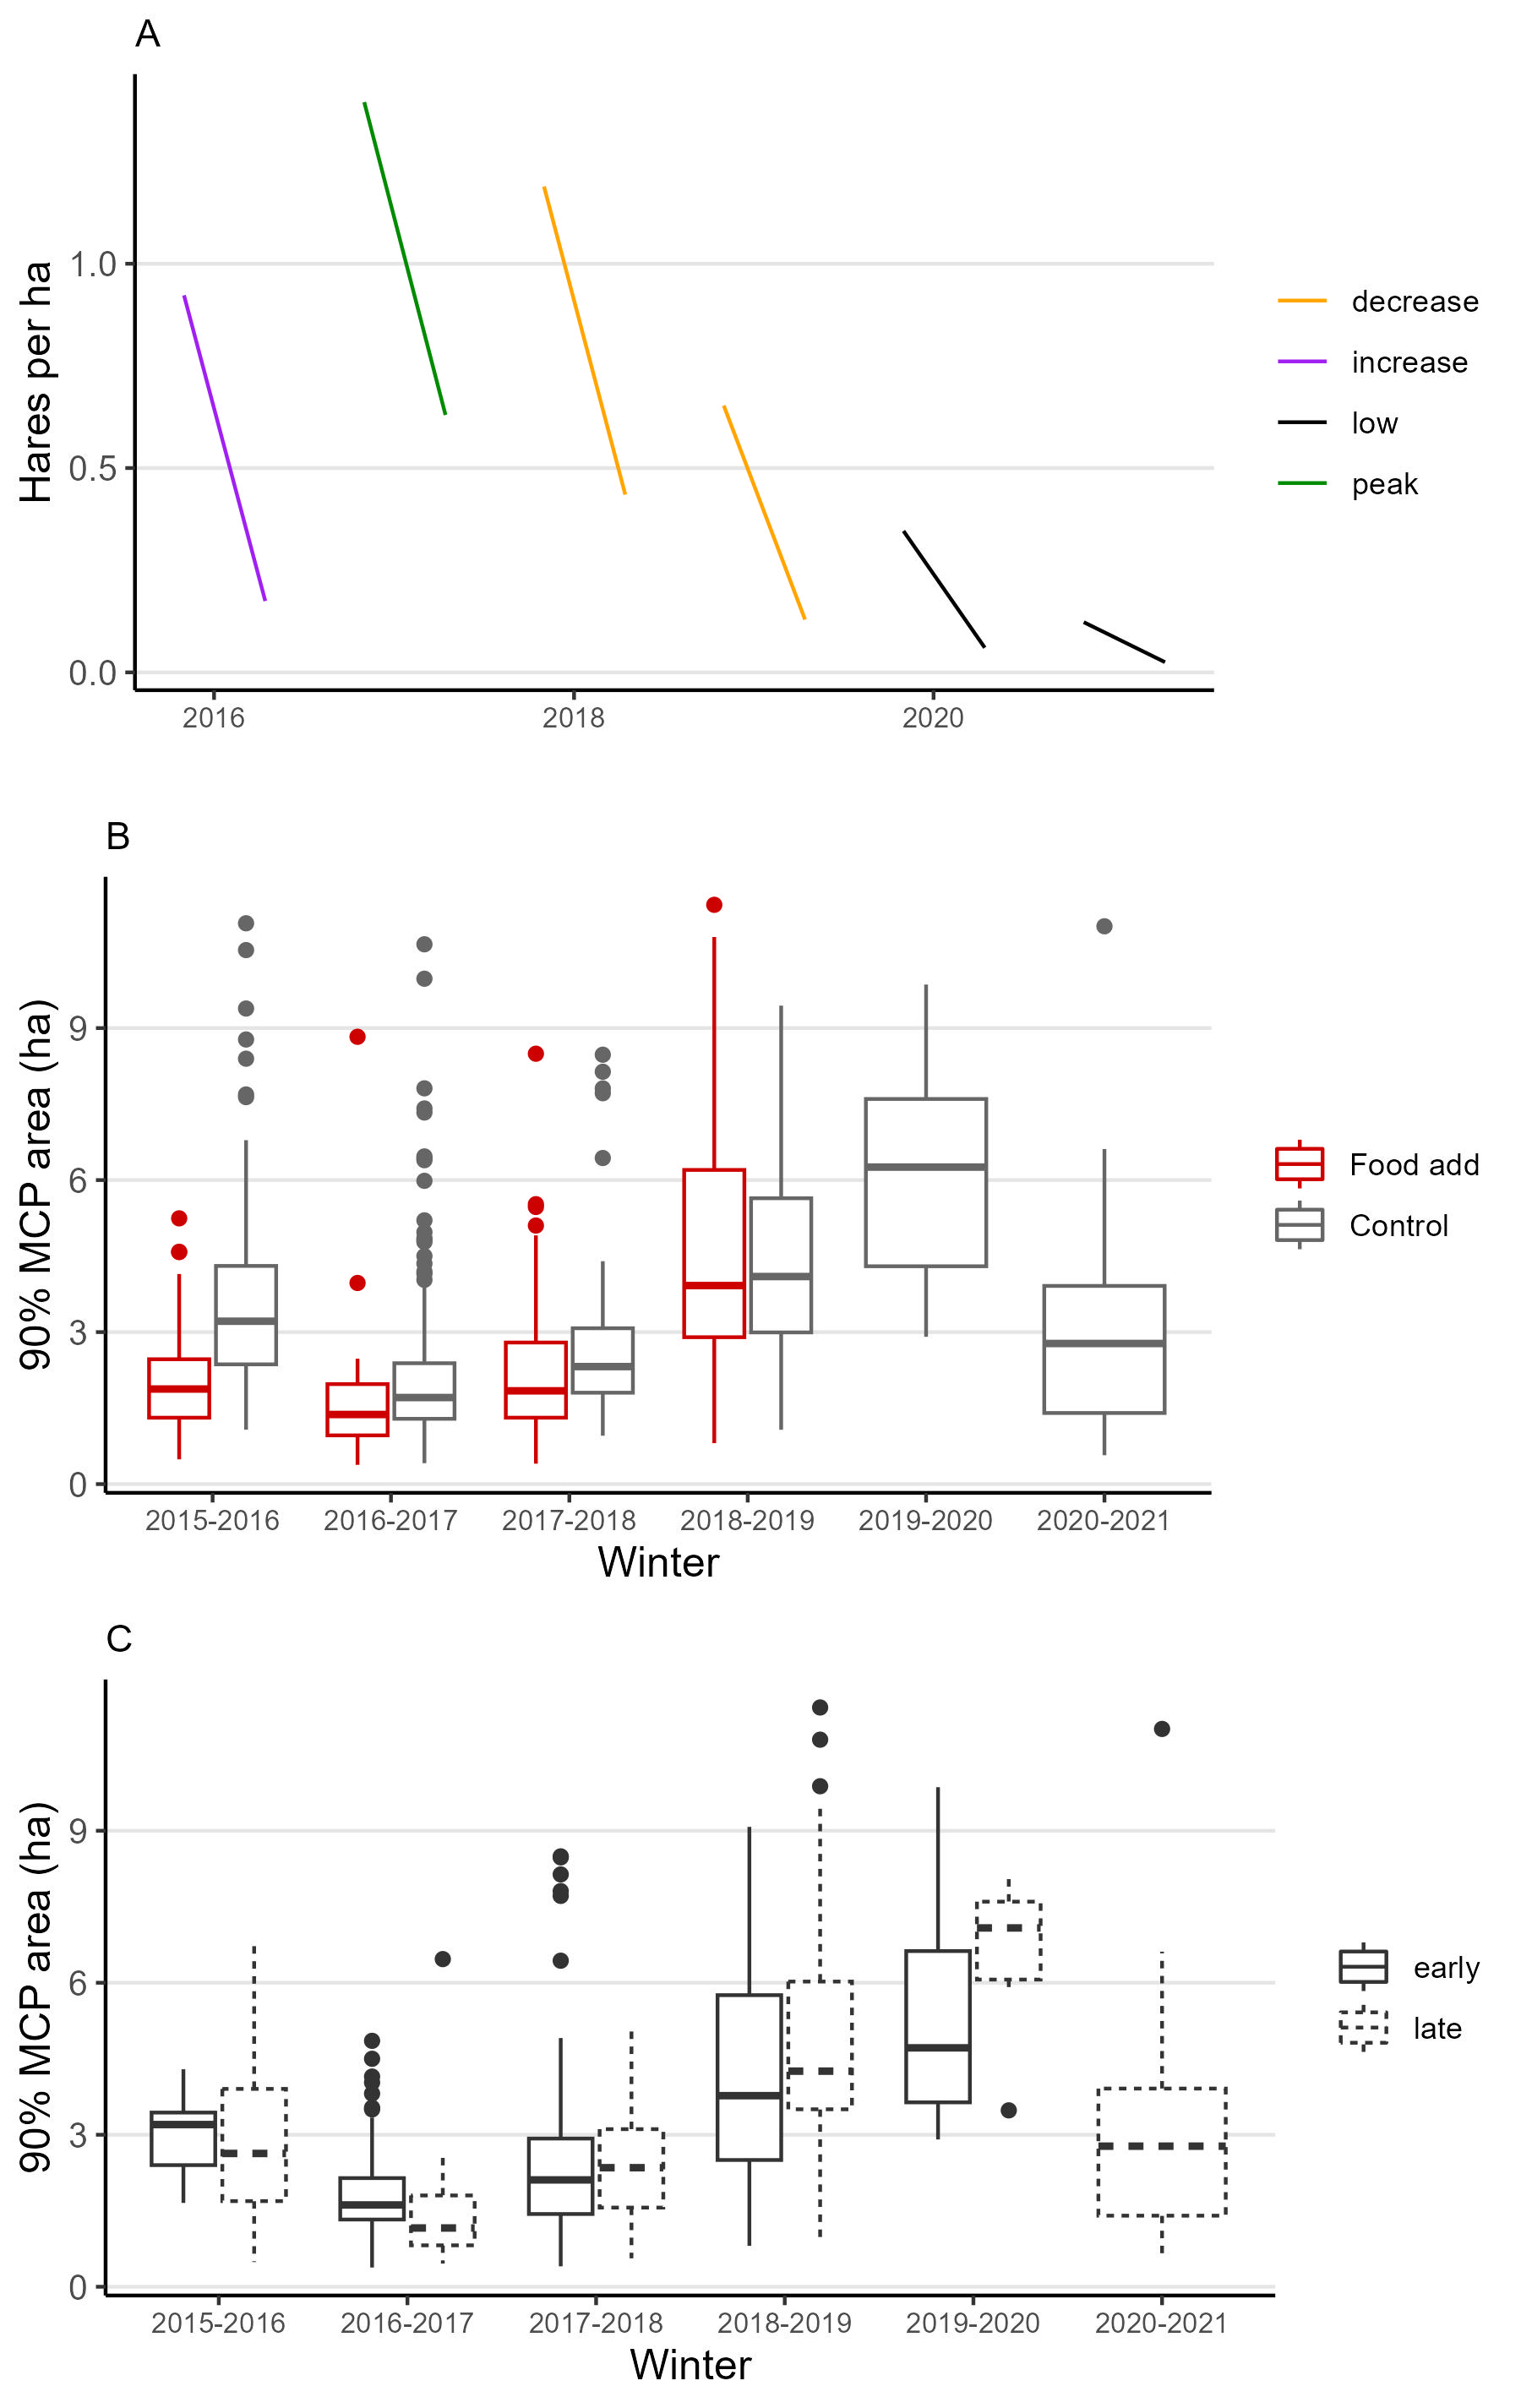 A
Hares per ha
1.0
0.5
0.0
2016 2018 2020
decrease
increase
low
peak
B
90% MCP area (ha)
9
6
3
0
2015-2016 2016-2017 2017-2018 2018-2019 2019-2020 2020-2021
Winter
Food add
Control
C
90% MCP area (ha)
9
6
3
0
2015-2016 2016-2017 2017-2018 2018-2019 2019-2020 2020-2021
Winter
early
late